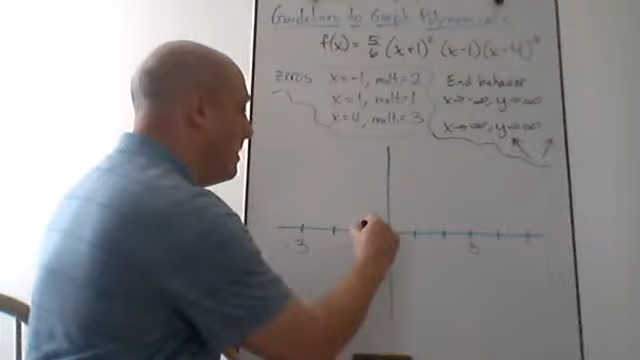 Guidelines to Graph Polynomials
f(x) = 5/6 (x+1)² (x-1)(x-4)³
Zeros x=-1, mult=2
x=1, mult=1
x=4, mult=3
End behavior
x→-∞, y→∞
x→∞, y→∞
-3 3